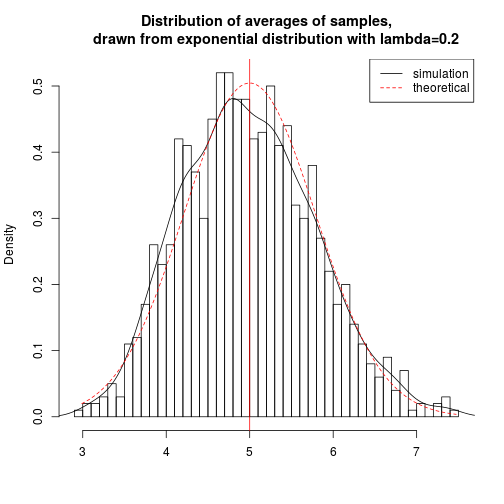 Distribution of averages of samples,
drawn from exponential distribution with lambda=0.2
simulation
theoretical
Density
0.5
0.4
0.3
0.2
0.1
0.0
3 4 5 6 7